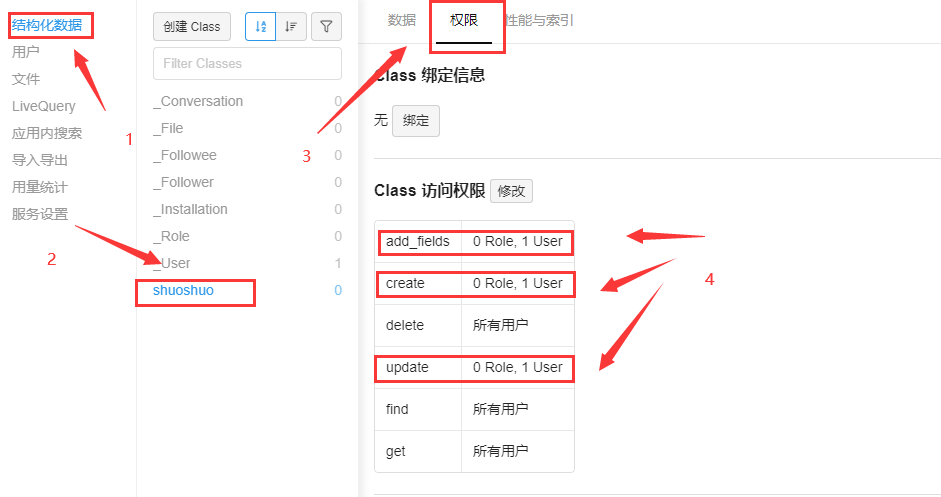 结构化数据
用户
文件
LiveQuery
应用内搜索
导入导出
用量统计
服务设置
1
2
创建 Class
Filter Classes
_Conversation 0
_File 0
_Followee 0
_Follower 0
_Installation 0
_Role 0
_User 1
shuoshuo 0
3
数据 权限 性能与索引
Class 绑定信息
无 绑定
Class 访问权限 修改
add_fields 0 Role, 1 User
create 0 Role, 1 User
delete 所有用户
update 0 Role, 1 User
find 所有用户
get 所有用户
4